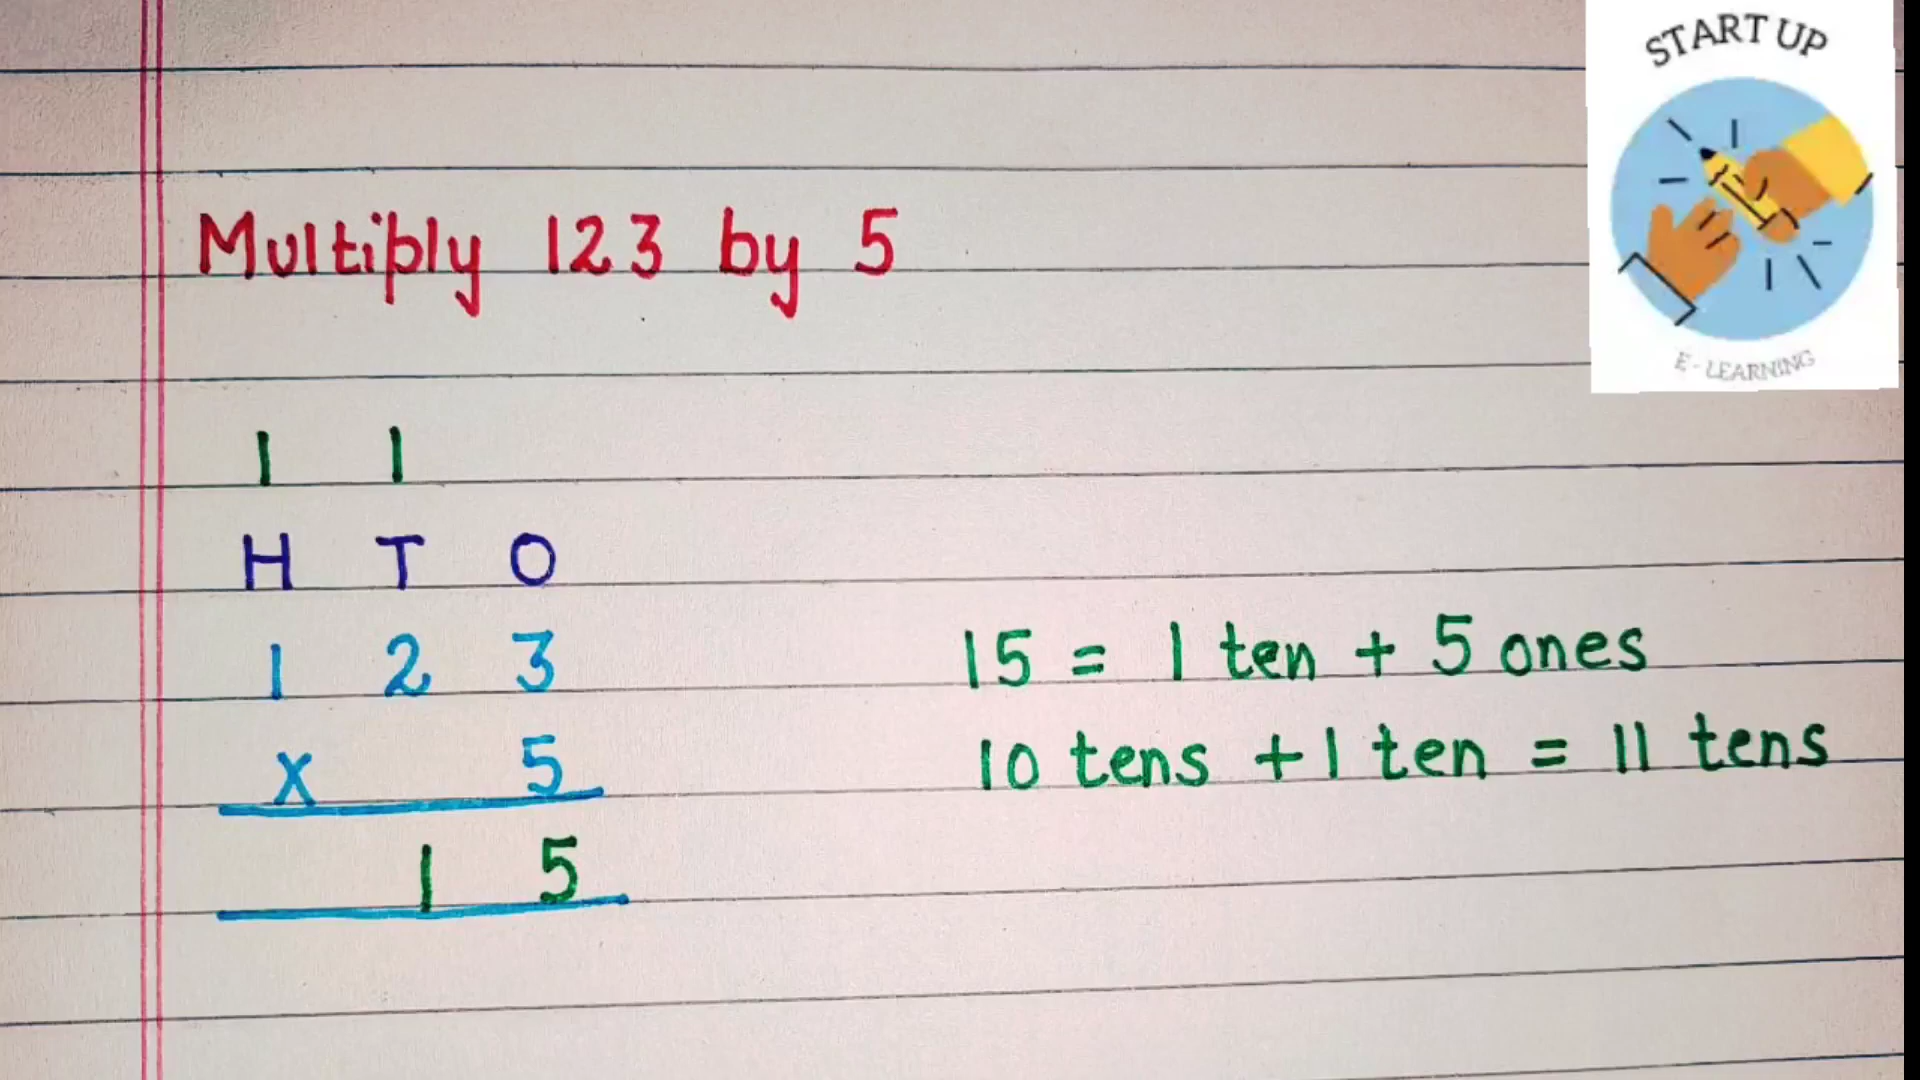 START UP
E-LEARNING
Multiply 123 by 5
1 1
H T O
1 2 3
15 = 1 ten + 5 ones
x 5
10 tens + 1 ten = 11 tens
1 5